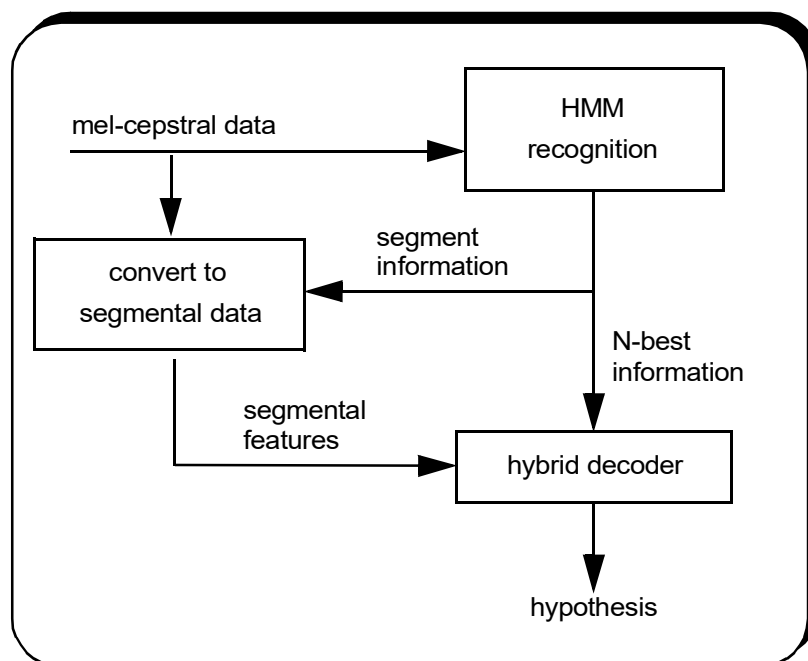 HMM
recognition
mel-cepstral data
segment
information
convert to
segmental data
N-best
information
segmental
features
hybrid decoder
hypothesis